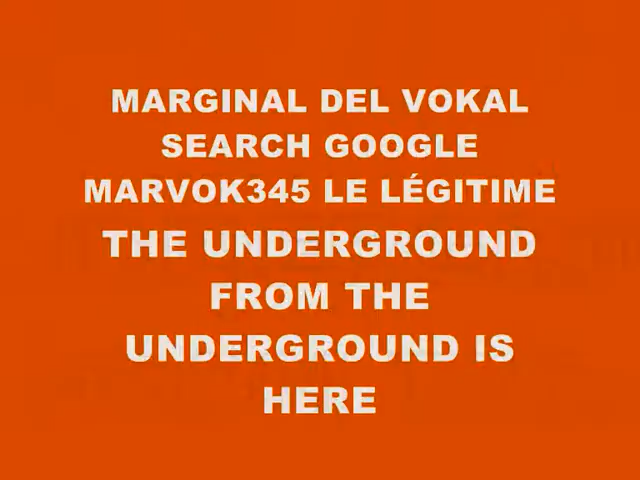 MARGINAL DEL VOKAL
SEARCH GOOGLE
MARVOK345 LE LÉGITIME
THE UNDERGROUND
FROM THE
UNDERGROUND IS
HERE